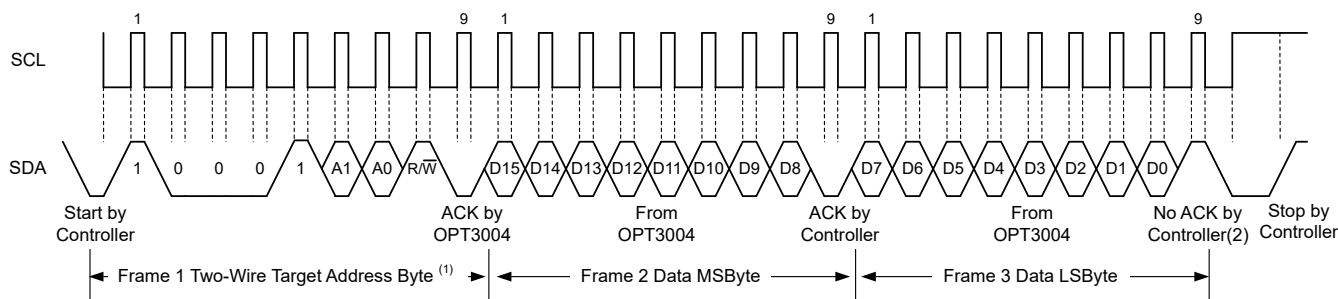 1 9 1 9 1 9
SCL
SDA 1 0 0 0 1 A1 A0 R/W̅ D15 D14 D13 D12 D11 D10 D9 D8 D7 D6 D5 D4 D3 D2 D1 D0
Start by ACK by From ACK by From No ACK by Stop by
Controller OPT3004 OPT3004 Controller OPT3004 Controller(2) Controller
Frame 1 Two-Wire Target Address Byte (1) Frame 2 Data MSByte Frame 3 Data LSByte